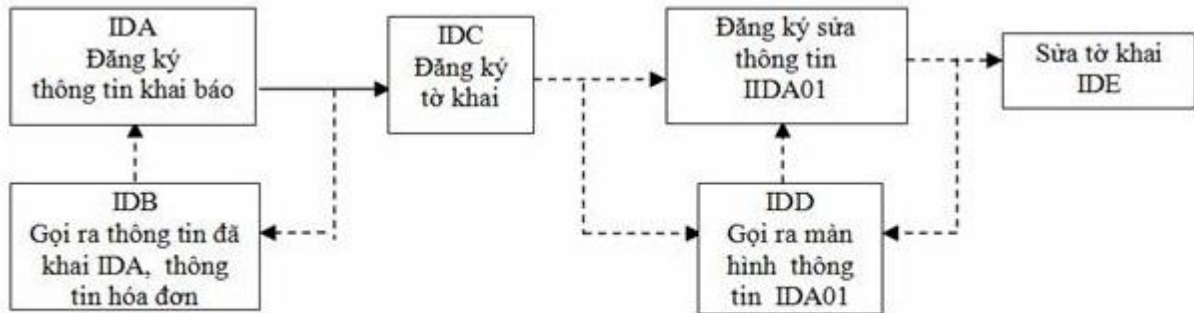 IDA
Đăng ký
thông tin khai báo
IDC
Đăng ký
tờ khai
Đăng ký sửa
thông tin
IIDA01
Sửa tờ khai
IDE
IDB
Gọi ra thông tin đã
khai IDA, thông
tin hóa đơn
IDD
Gọi ra màn
hình thông
tin IDA01